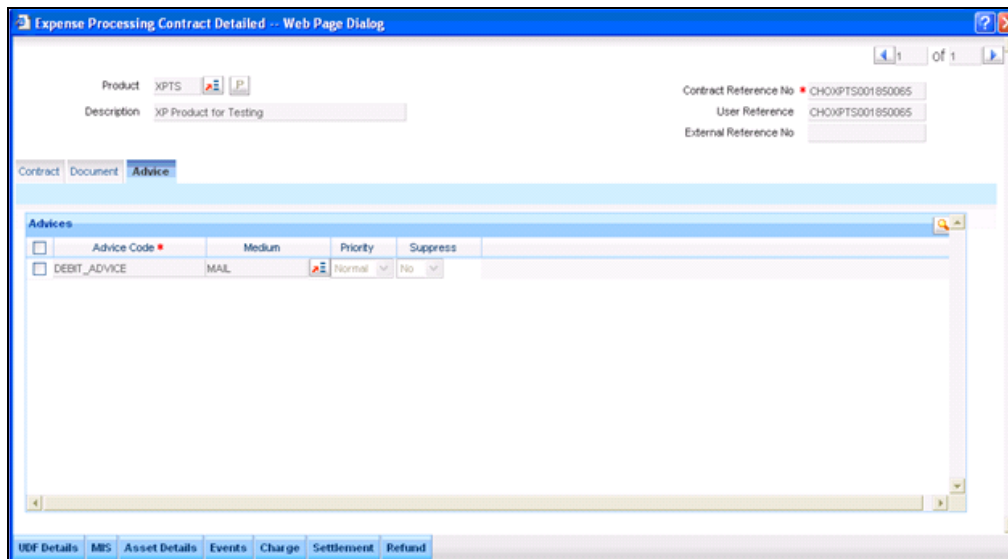 Expense Processing Contract Detailed -- Web Page Dialog
1 of 1
Product XPTS P
Contract Reference No * CHOXPTS001850065
Description XP Product for Testing
User Reference CHOXPTS001850065
External Reference No
Contract Document Advice
Advices
Advice Code * Medium Priority Suppress
DEBIT_ADVICE MAIL Normal No
UDF Details MIS Asset Details Events Charge Settlement Refund